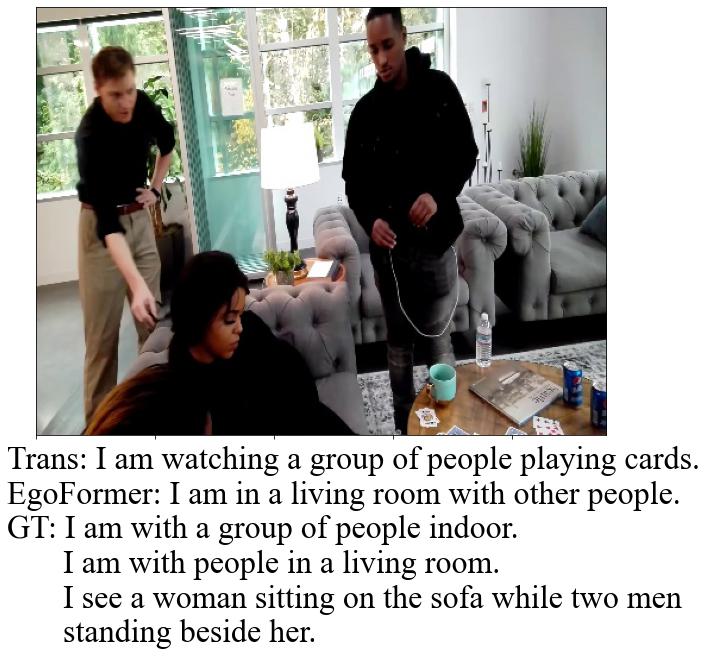 Trans: I am watching a group of people playing cards.
EgoFormer: I am in a living room with other people.
GT: I am with a group of people indoor.
I am with people in a living room.
I see a woman sitting on the sofa while two men
standing beside her.